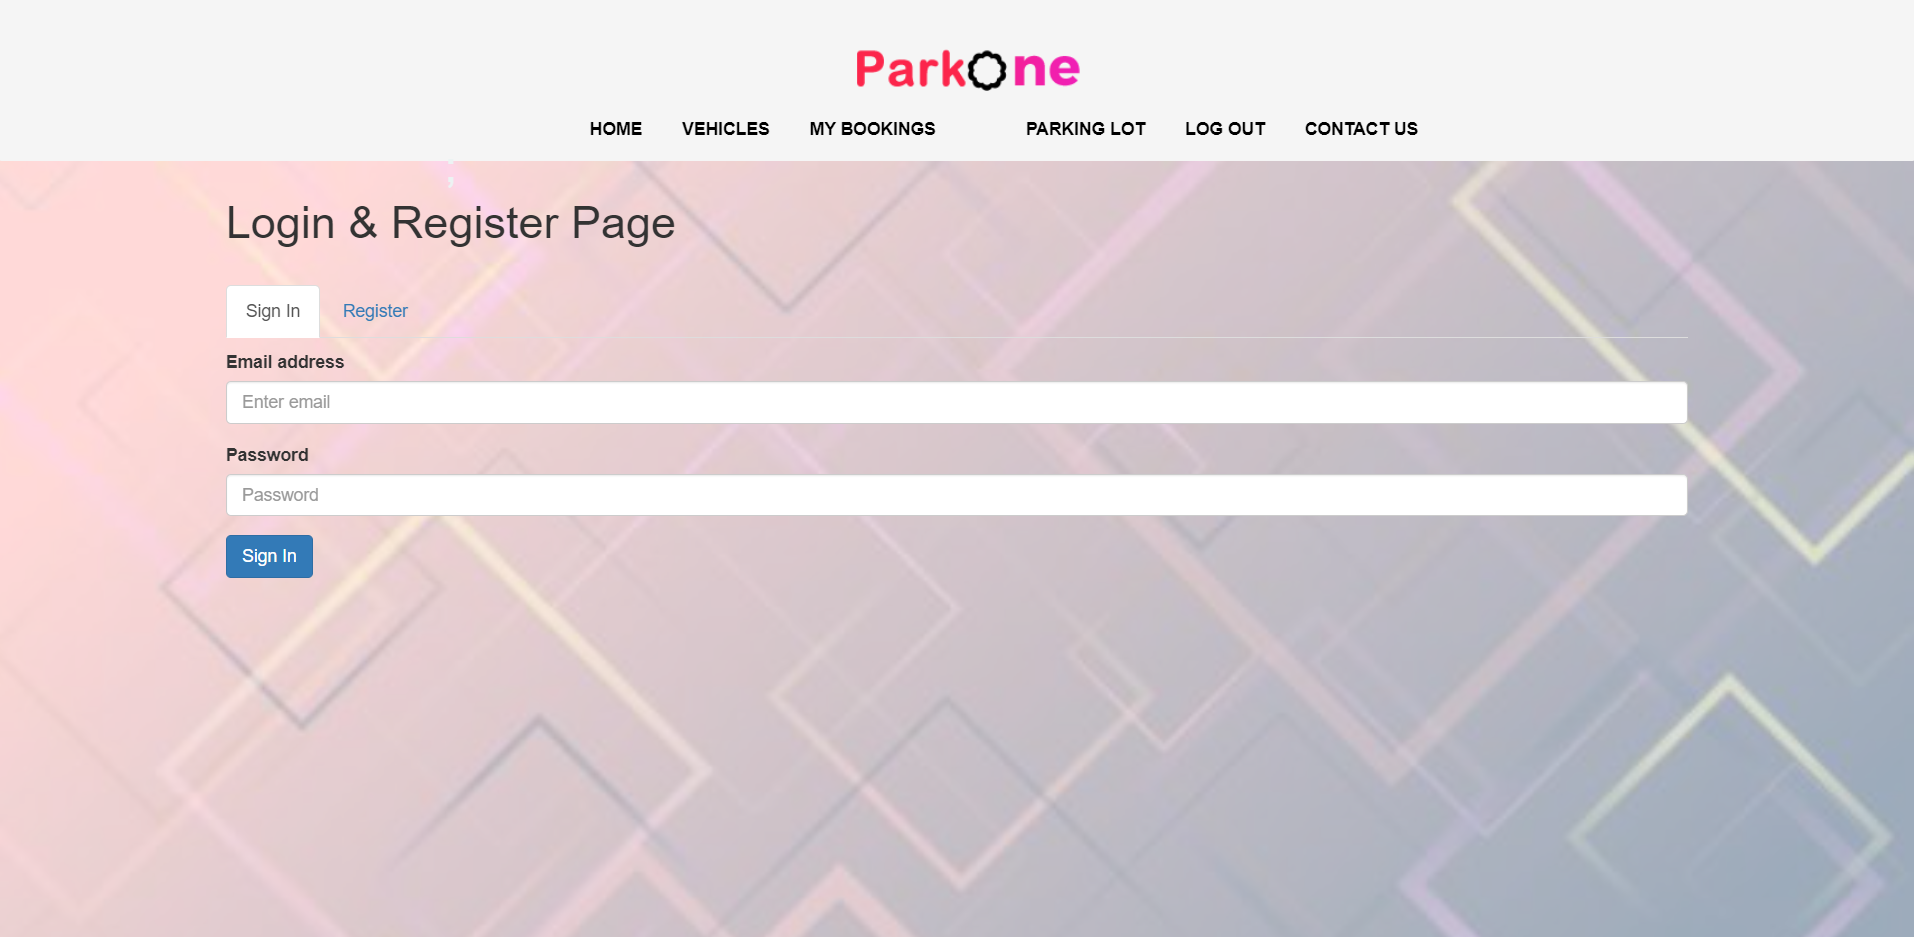 ParkOne
HOME VEHICLES MY BOOKINGS PARKING LOT LOG OUT CONTACT US
;
Login & Register Page
Sign In Register
Email address
Enter email
Password
Password
Sign In